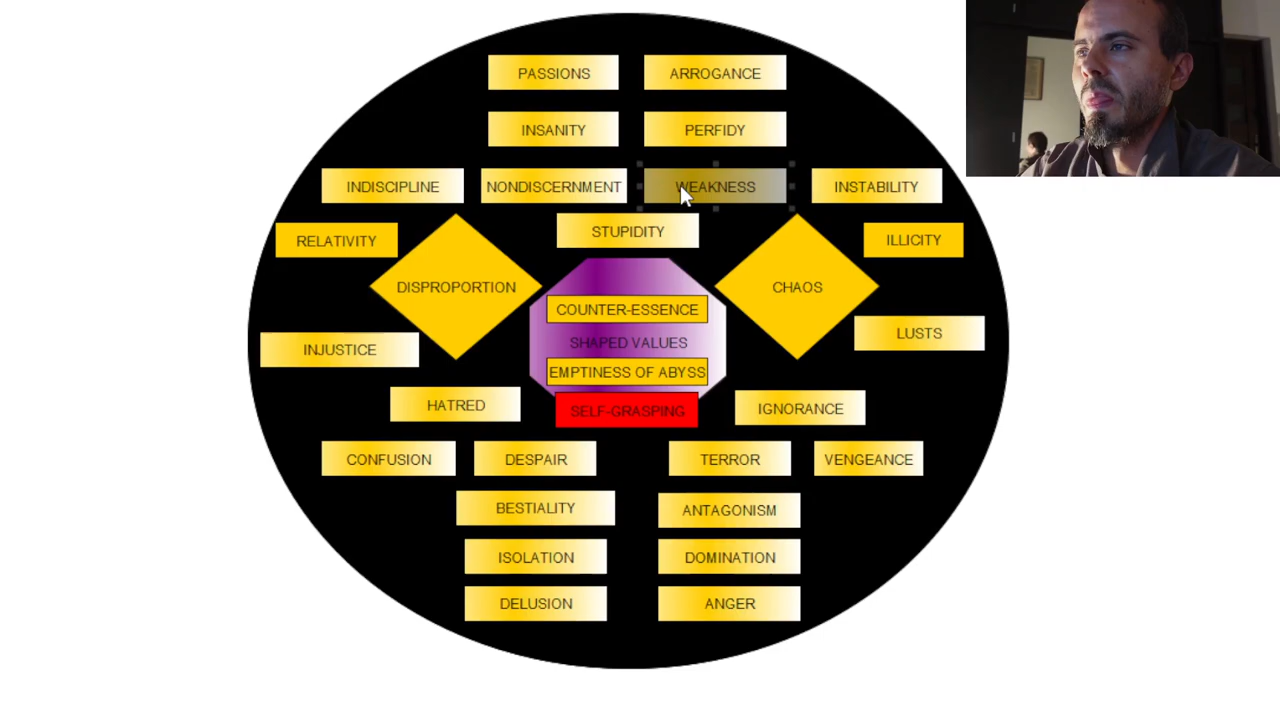 PASSIONS
ARROGANCE
INSANITY
PERFIDY
INDISCIPLINE
NONDISCERNMENT
WEAKNESS
INSTABILITY
STUPIDITY
RELATIVITY
ILLICITY
DISPROPORTION
CHAOS
COUNTER-ESSENCE
SHAPED VALUES
EMPTINESS OF ABYSS
SELF-GRASPING
LUSTS
INJUSTICE
HATRED
IGNORANCE
CONFUSION
DESPAIR
TERROR
VENGEANCE
BESTIALITY
ANTAGONISM
ISOLATION
DOMINATION
DELUSION
ANGER